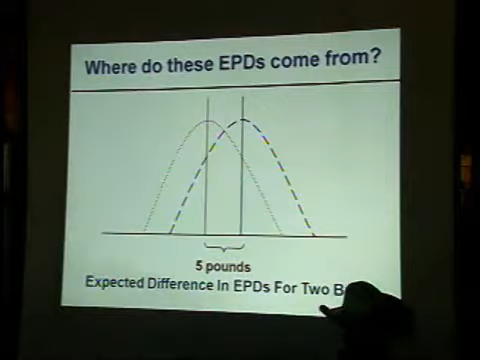 Where do these EPDs come from?
5 pounds
Expected Difference In EPDs For Two